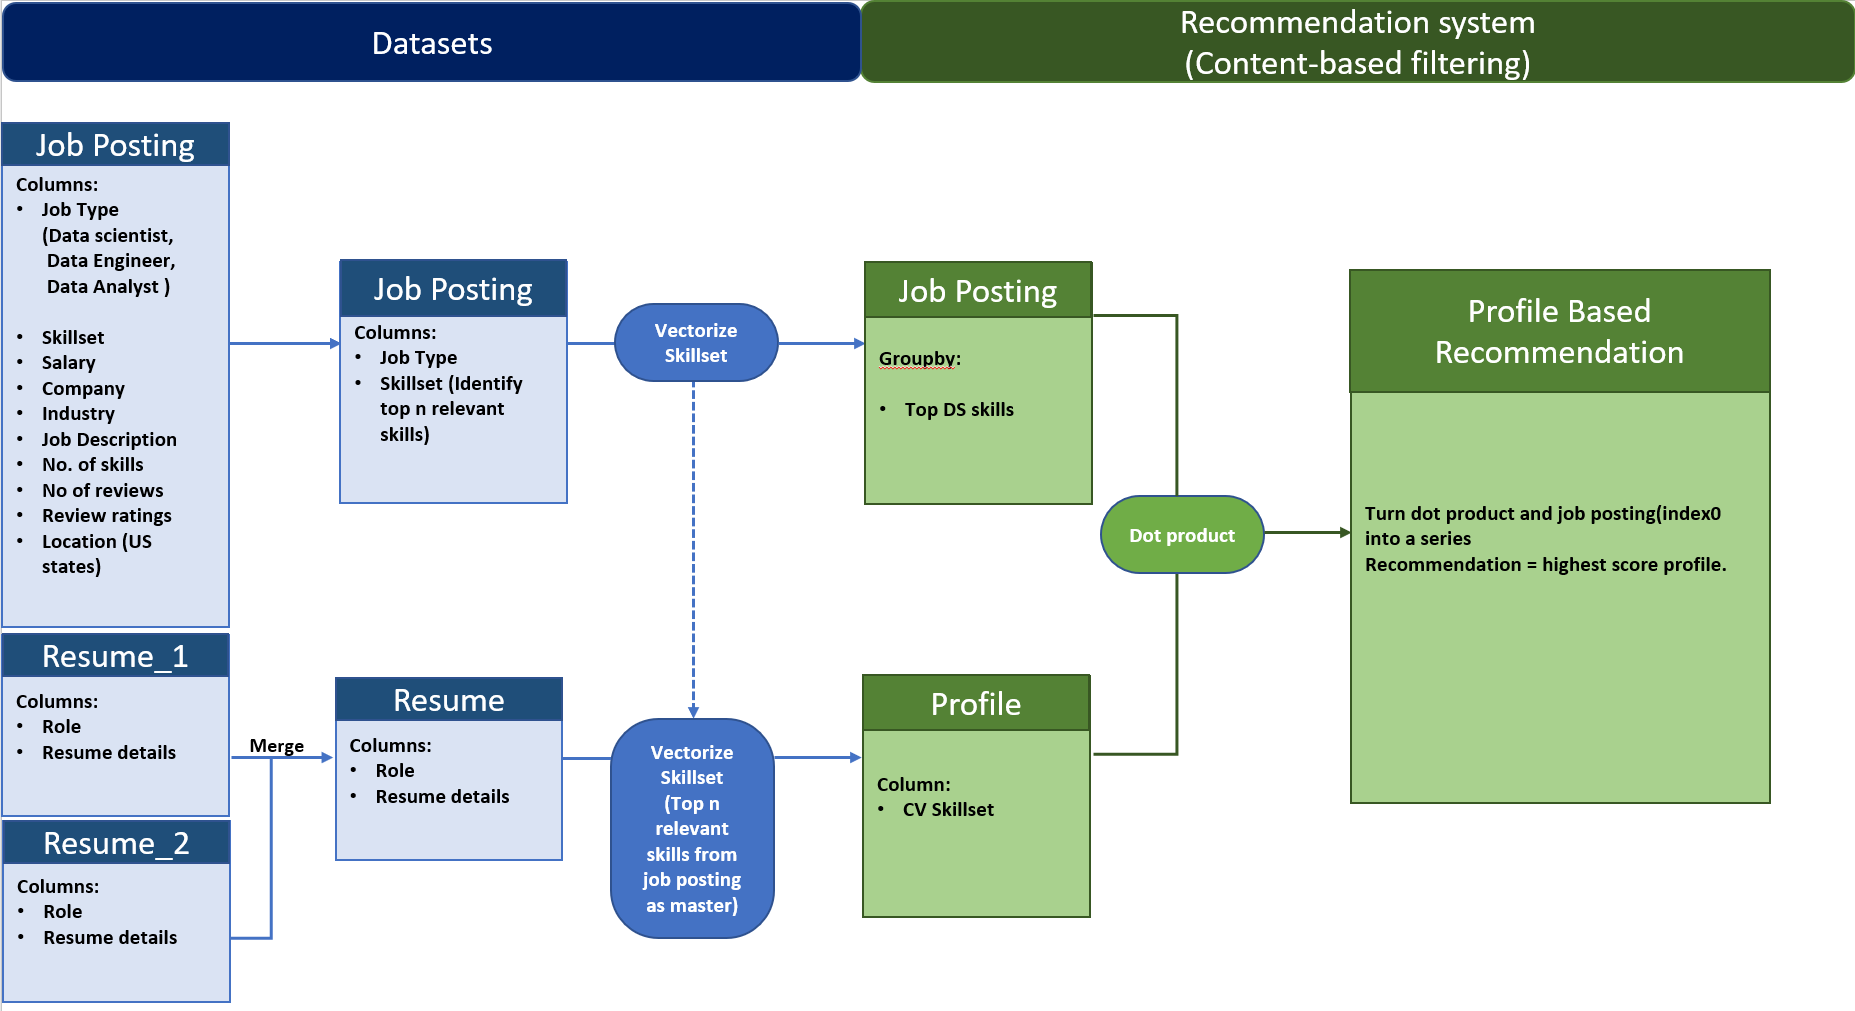 Datasets
Recommendation system
(Content-based filtering)
Job Posting
Columns:
• Job Type
(Data scientist,
Data Engineer,
Data Analyst )
• Skillset
• Salary
• Company
• Industry
• Job Description
• No. of skills
• No of reviews
• Review ratings
• Location (US
states)
Resume_1
Columns:
• Role
• Resume details
Resume_2
Columns:
• Role
• Resume details
Merge
Job Posting
Columns:
• Job Type
• Skillset (Identify
top n relevant
skills)
Resume
Columns:
• Role
• Resume details
Vectorize
Skillset
Vectorize
Skillset
(Top n
relevant
skills from
job posting
as master)
Job Posting
Groupby:
• Top DS skills
Profile
Column:
• CV Skillset
Dot product
Profile Based
Recommendation
Turn dot product and job posting(index0
into a series
Recommendation = highest score profile.